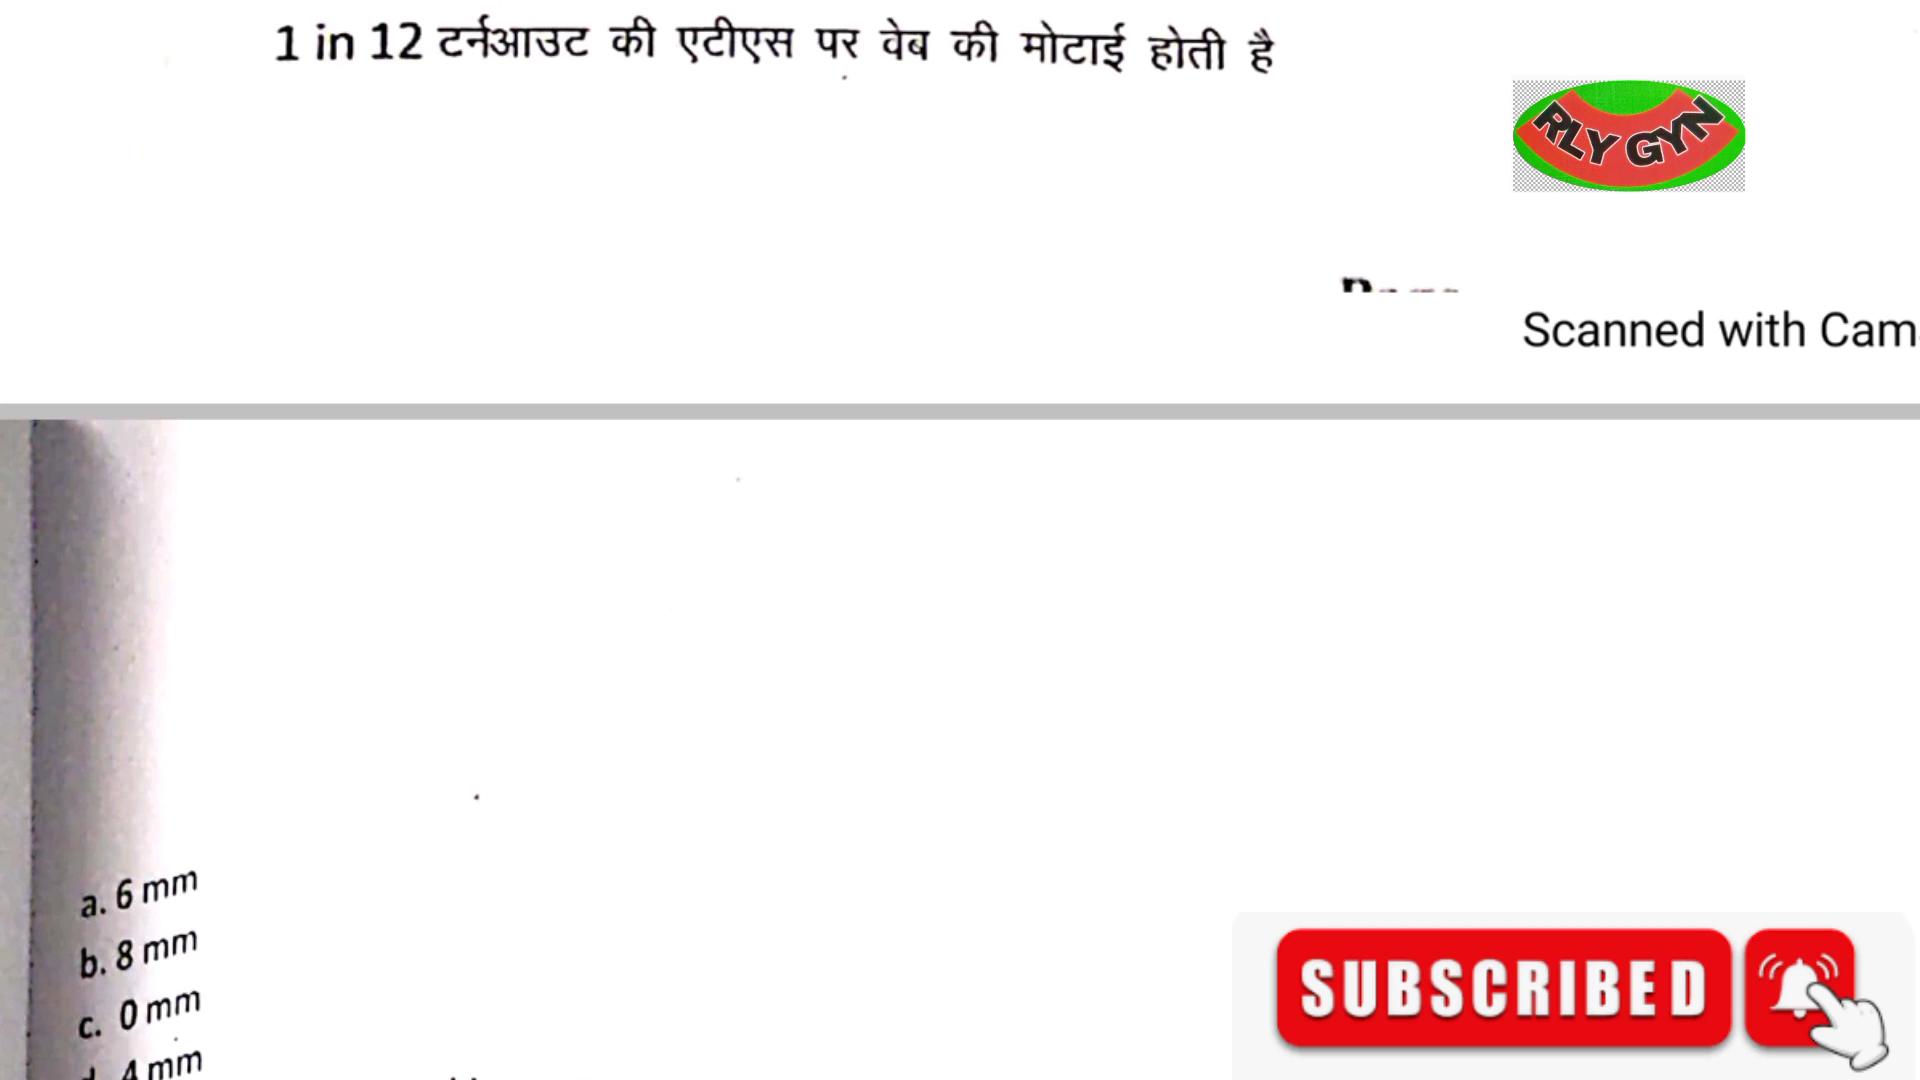 1 in 12 टर्नआउट की एटीएस पर वेब की मोटाई होती है
RLY GYN
Scanned with Cam
a. 6 mm
b. 8 mm
c. 0 mm
d. 4 mm
SUBSCRIBED